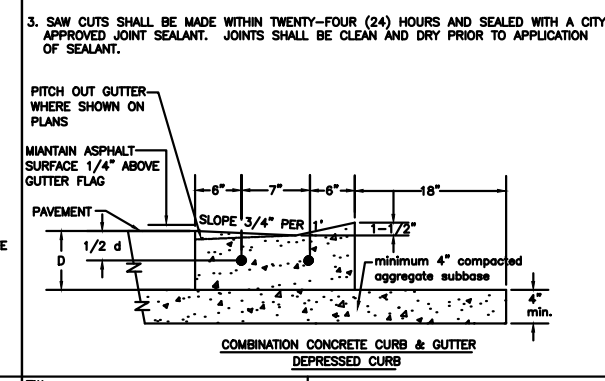 3. SAW CUTS SHALL BE MADE WITHIN TWENTY-FOUR (24) HOURS AND SEALED WITH A CITY
APPROVED JOINT SEALANT. JOINTS SHALL BE CLEAN AND DRY PRIOR TO APPLICATION
OF SEALANT.
PITCH OUT GUTTER
WHERE SHOWN ON
PLANS
MIANTAIN ASPHALT
SURFACE 1/4" ABOVE
GUTTER FLAG
6" 7" 6" 18"
PAVEMENT
SLOPE 3/4" PER 1'
1-1/2"
E
D
1/2 d
minimum 4" compacted
aggregate subbase
4"
min.
COMBINATION CONCRETE CURB & GUTTER
DEPRESSED CURB